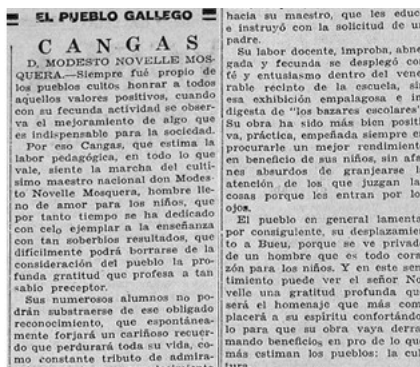 EL PUEBLO GALLEGO
CANGAS
D. MODESTO NOVELLE MOS-
QUERA.—Siempre fué propio de
los pueblos cultos honrar a todos
aquellos valores positivos, cuando
con su fecunda actividad se obser-
va el mejoramiento de algo que
es indispensable para la sociedad.
Por eso Cangas, que estima la
labor pedagógica, en todo lo que
vale, siente la marcha del cultí-
simo maestro nacional don Modes-
to Novelle Mosquera, hombre lle-
no de amor para los niños, que
por tanto tiempo se ha dedicado
con celo ejemplar a la enseñanza
con tan soberbios resultados, que
dificilmente podrá borrarse de la
consideración del pueblo la pro-
funda gratitud que profesa a tan
sabio preceptor.
Sus numerosos alumnos no po-
drán substraerse de ese obligado
reconocimiento, que espontánea-
mente forjará un cariñoso recuer-
do que perdurará toda su vida, co-
mo constante tributo de admira-
hacia su maestro, que les educ
e instruyó con la solicitud de u
padre.
Su labor docente, improba, abne
gada y fecunda se desplegó co
fé y entusiasmo dentro del vene
rable recinto de la escuela, si
esa exhibición empalagosa e in
digesta de "los bazares escolares"
Su obra ha sido más bien positi
va, práctica, empeñada siempre e
procurarle un mejor rendimient
en beneficio de sus niños, sin afa
nes absurdos de granjearse l
atención de los que juzgan la
cosas porque les entran por lo
ojos.
El pueblo en general lament
por consiguiente, su desplazamie
to a Bueu, porque se ve privad
de un hombre que es todo cora
zón para los niños. Y en este sen
timiento puede ver el señor No
velle una gratitud profunda qu
será el homenaje que más com
placerá a su espíritu confortándo
lo para que su obra vaya derra
mando beneficios en pro de lo qu
más estiman los pueblos: la cul
tura.